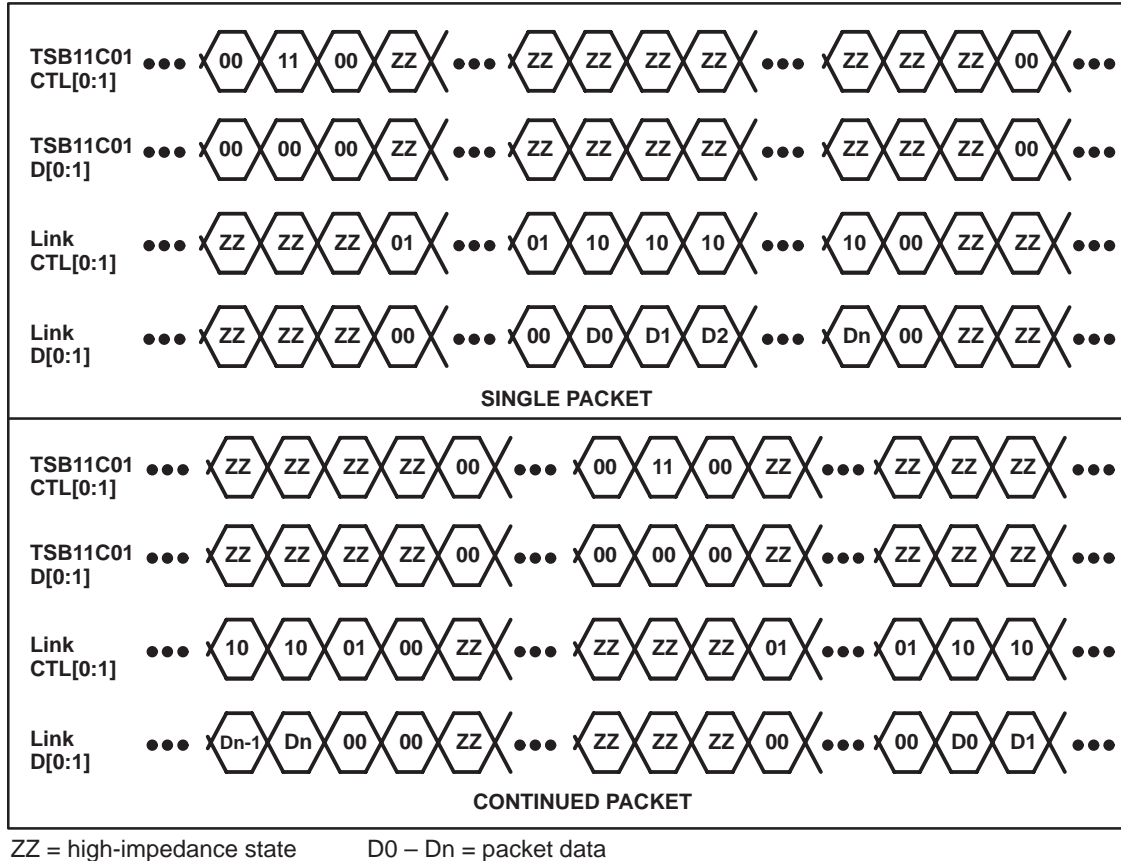 TSB11C01 CTL[0:1] ••• 00 11 00 ZZ ••• ZZ ZZ ZZ ZZ ••• ZZ ZZ ZZ 00 •••
TSB11C01 D[0:1] ••• 00 00 00 ZZ ••• ZZ ZZ ZZ ZZ ••• ZZ ZZ ZZ 00 •••
Link CTL[0:1] ••• ZZ ZZ ZZ 01 ••• 01 10 10 10 ••• 10 00 ZZ ZZ •••
Link D[0:1] ••• ZZ ZZ ZZ 00 ••• 00 D0 D1 D2 ••• Dn 00 ZZ ZZ •••
SINGLE PACKET
TSB11C01 CTL[0:1] ••• ZZ ZZ ZZ ZZ 00 ••• 00 11 00 ZZ ••• ZZ ZZ ZZ •••
TSB11C01 D[0:1] ••• ZZ ZZ ZZ ZZ 00 ••• 00 00 00 ZZ ••• ZZ ZZ ZZ •••
Link CTL[0:1] ••• 10 10 01 00 ZZ ••• ZZ ZZ ZZ 01 ••• 01 10 10 •••
Link D[0:1] ••• Dn-1 Dn 00 00 ZZ ••• ZZ ZZ ZZ 00 ••• 00 D0 D1 •••
CONTINUED PACKET
ZZ = high-impedance state D0 – Dn = packet data